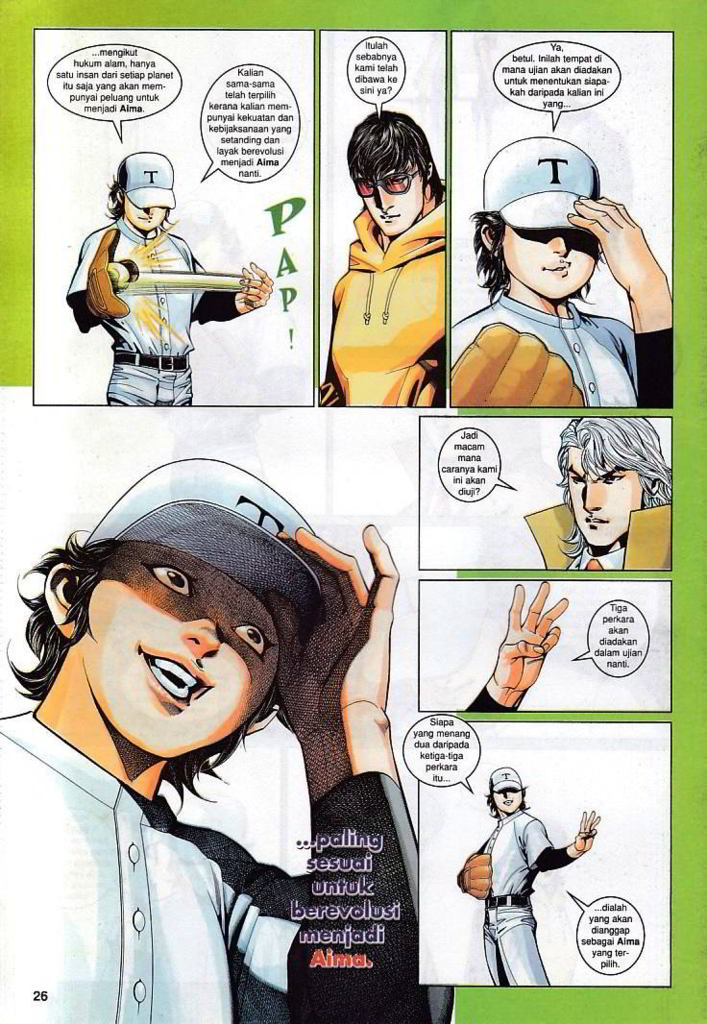 ...mengikut
hukum alam, hanya
satu insan dari setiap planet
itu saja yang akan mem-
punyai peluang untuk
menjadi Aima.
Kalian
sama-sama
telah terpilih
kerana kalian mem-
punyai kekuatan dan
kebijaksanaan yang
setanding dan
layak berevolusi
menjadi Aima
nanti.
T
PAP!
Itulah
sebabnya
kami telah
dibawa ke
sini ya?
Ya,
betul. Inilah tempat di
mana ujian akan diadakan
untuk menentukan siapa-
kah daripada kalian ini
yang...
T
T
...paling
sesuai
untuk
berevolusi
menjadi
Aima.
Jadi
macam
mana
caranya kami
ini akan
diuji?
Tiga
perkara
akan
diadakan
dalam ujian
nanti.
Siapa
yang menang
dua daripada
ketiga-tiga
perkara
itu...
T
...dialah
yang akan
dianggap
sebagai Aima
yang ter-
pilih.
26